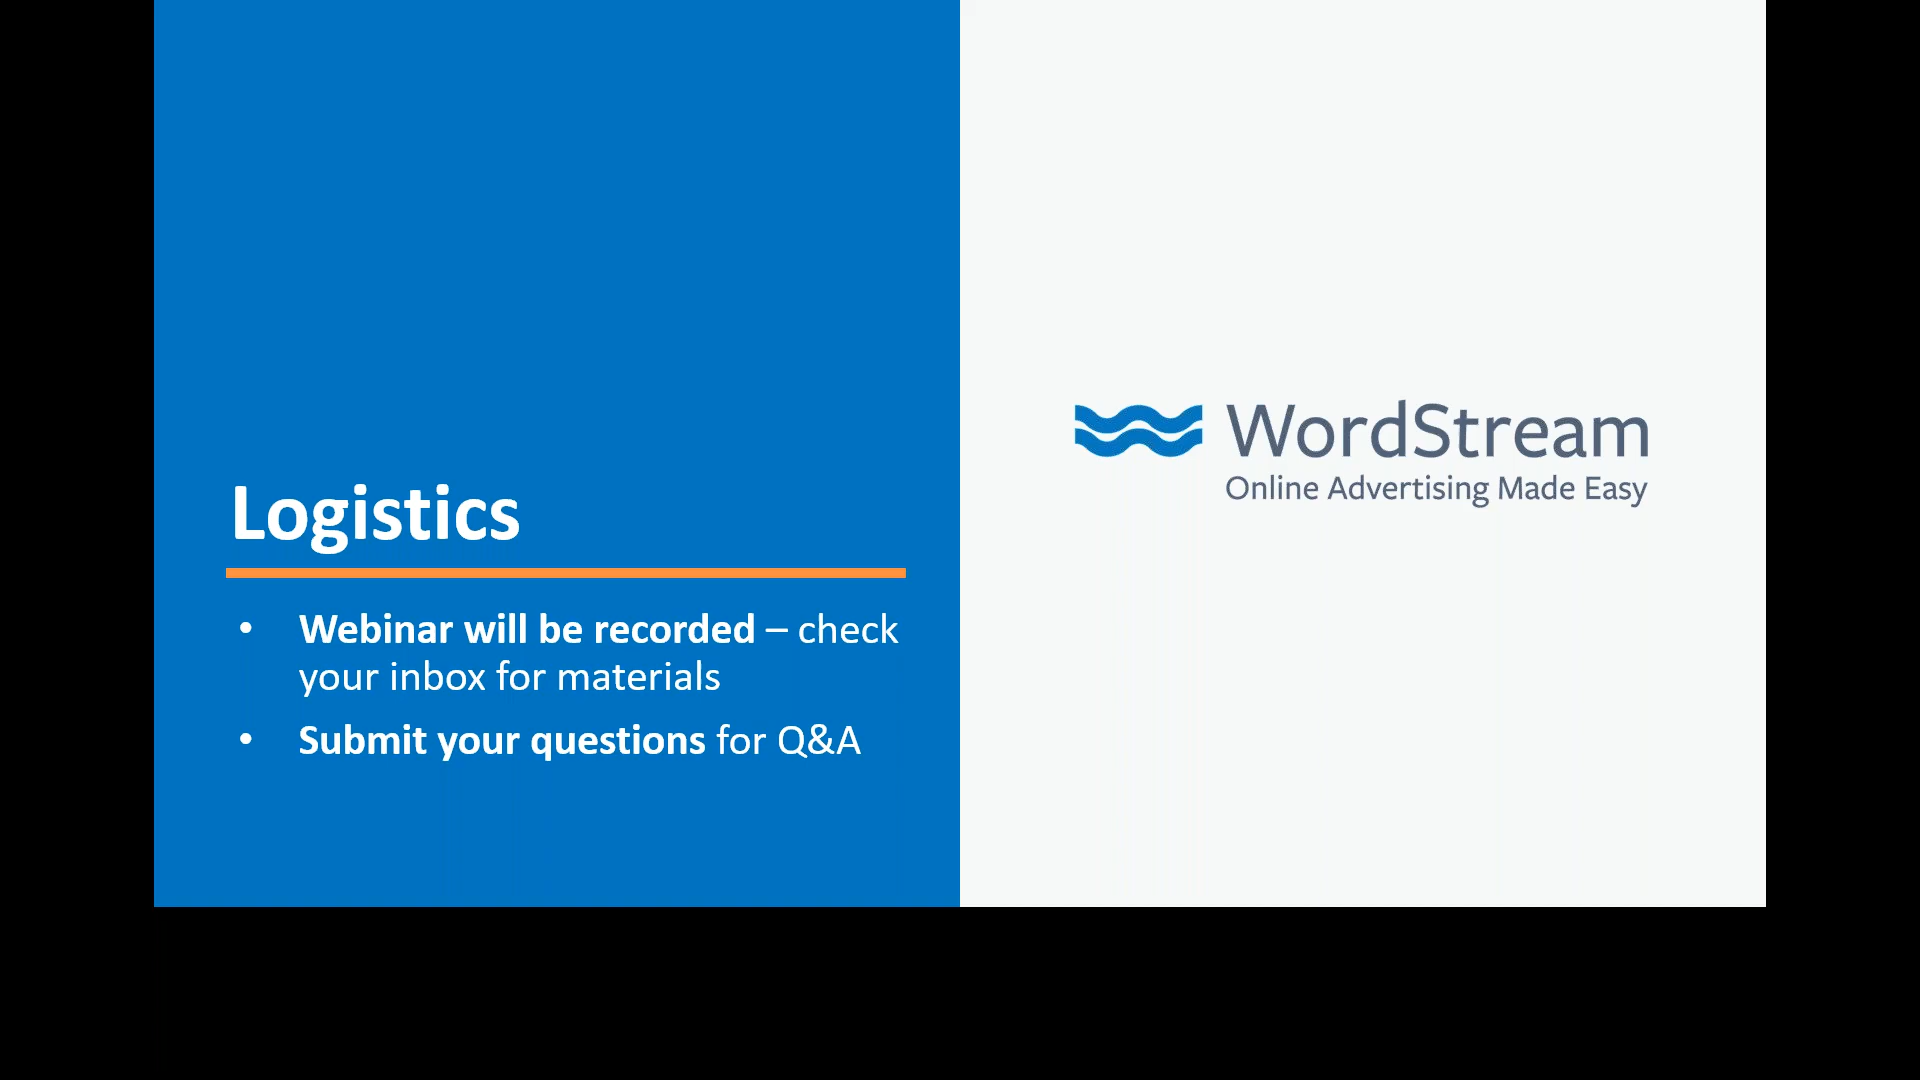 Logistics
• Webinar will be recorded – check
your inbox for materials
• Submit your questions for Q&A
WordStream
Online Advertising Made Easy